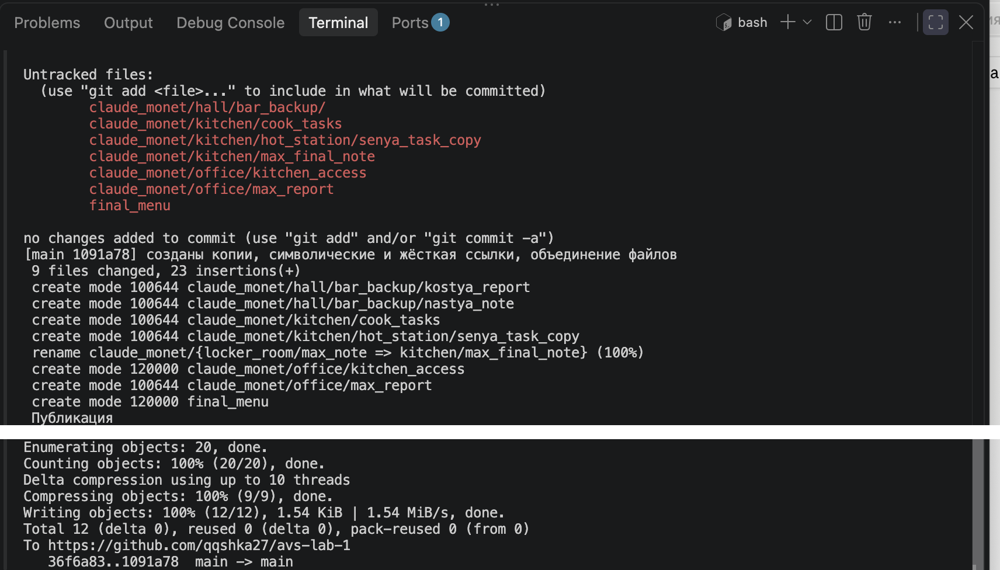 Problems Output Debug Console Terminal Ports 1 bash
Untracked files:
(use "git add <file>..." to include in what will be committed)
claude_monet/hall/bar_backup/
claude_monet/kitchen/cook_tasks
claude_monet/kitchen/hot_station/senya_task_copy
claude_monet/kitchen/max_final_note
claude_monet/office/kitchen_access
claude_monet/office/max_report
final_menu
no changes added to commit (use "git add" and/or "git commit -a")
[main 1091a78] созданы копии, символические и жёсткая ссылки, объединение файлов
9 files changed, 23 insertions(+)
create mode 100644 claude_monet/hall/bar_backup/kostya_report
create mode 100644 claude_monet/hall/bar_backup/nastya_note
create mode 100644 claude_monet/kitchen/cook_tasks
create mode 100644 claude_monet/kitchen/hot_station/senya_task_copy
rename claude_monet/{locker_room/max_note => kitchen/max_final_note} (100%)
create mode 120000 claude_monet/office/kitchen_access
create mode 100644 claude_monet/office/max_report
create mode 120000 final_menu
Публикация
Enumerating objects: 20, done.
Counting objects: 100% (20/20), done.
Delta compression using up to 10 threads
Compressing objects: 100% (9/9), done.
Writing objects: 100% (12/12), 1.54 KiB | 1.54 MiB/s, done.
Total 12 (delta 0), reused 0 (delta 0), pack-reused 0 (from 0)
To https://github.com/qqshka27/avs-lab-1
36f6a83..1091a78 main -> main